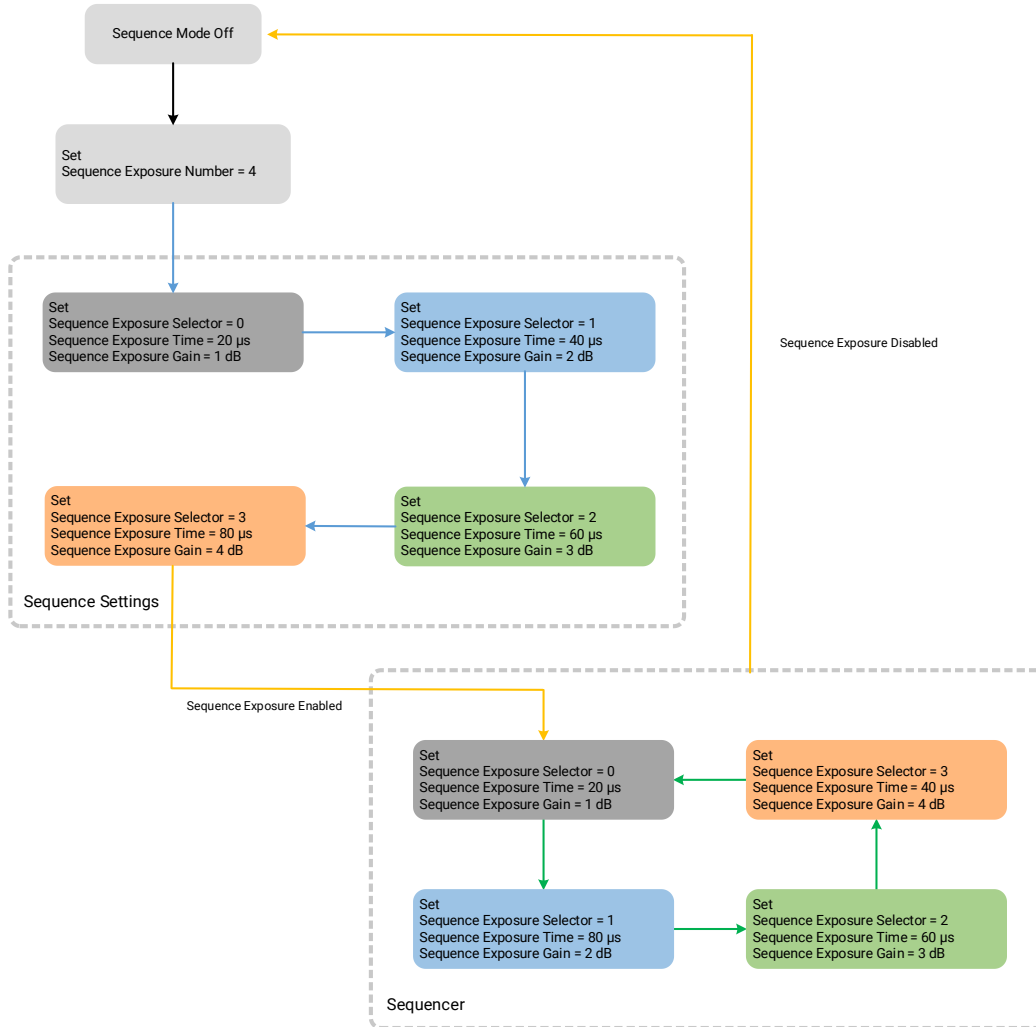 Sequence Mode Off
Set
Sequence Exposure Number = 4
Set
Sequence Exposure Selector = 0
Sequence Exposure Time = 20 µs
Sequence Exposure Gain = 1 dB
Set
Sequence Exposure Selector = 1
Sequence Exposure Time = 40 µs
Sequence Exposure Gain = 2 dB
Sequence Exposure Disabled
Set
Sequence Exposure Selector = 3
Sequence Exposure Time = 80 µs
Sequence Exposure Gain = 4 dB
Set
Sequence Exposure Selector = 2
Sequence Exposure Time = 60 µs
Sequence Exposure Gain = 3 dB
Sequence Settings
Sequence Exposure Enabled
Set
Sequence Exposure Selector = 0
Sequence Exposure Time = 20 µs
Sequence Exposure Gain = 1 dB
Set
Sequence Exposure Selector = 3
Sequence Exposure Time = 40 µs
Sequence Exposure Gain = 4 dB
Set
Sequence Exposure Selector = 1
Sequence Exposure Time = 80 µs
Sequence Exposure Gain = 2 dB
Set
Sequence Exposure Selector = 2
Sequence Exposure Time = 60 µs
Sequence Exposure Gain = 3 dB
Sequencer